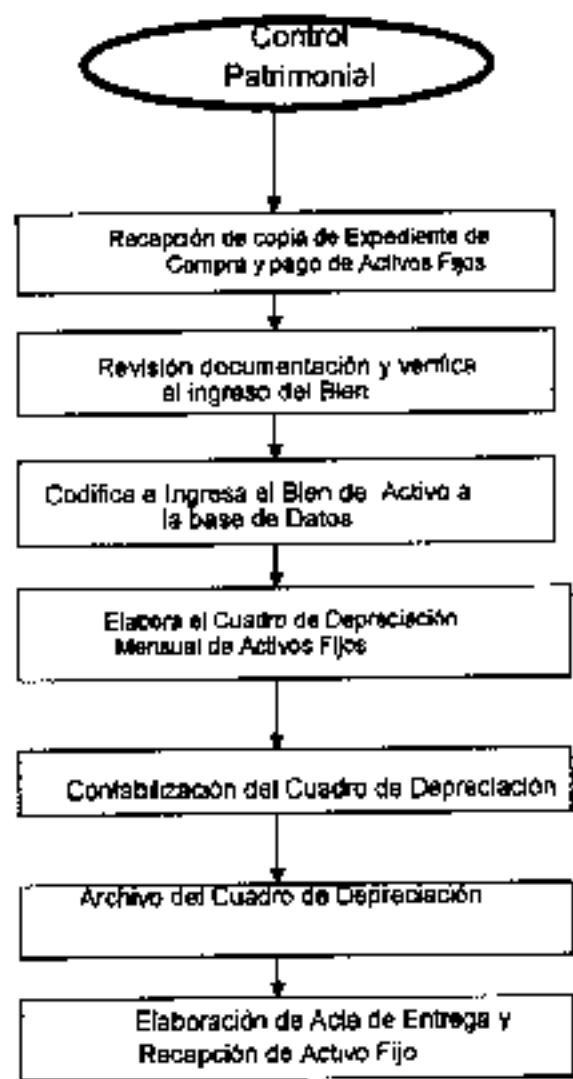 Control
Patrimonial
Recepción de copia de Expediente de
Compra y pago de Activos Fijos
Revisión documentación y verifica
el ingreso del Bien
Codifica e Ingresa el Bien de Activo a
la base de Datos
Elabora el Cuadro de Depreciación
Mensual de Activos Fijos
Contabilización del Cuadro de Depreciación
Archivo del Cuadro de Depreciación
Elaboración de Acta de Entrega y
Recepción de Activo Fijo